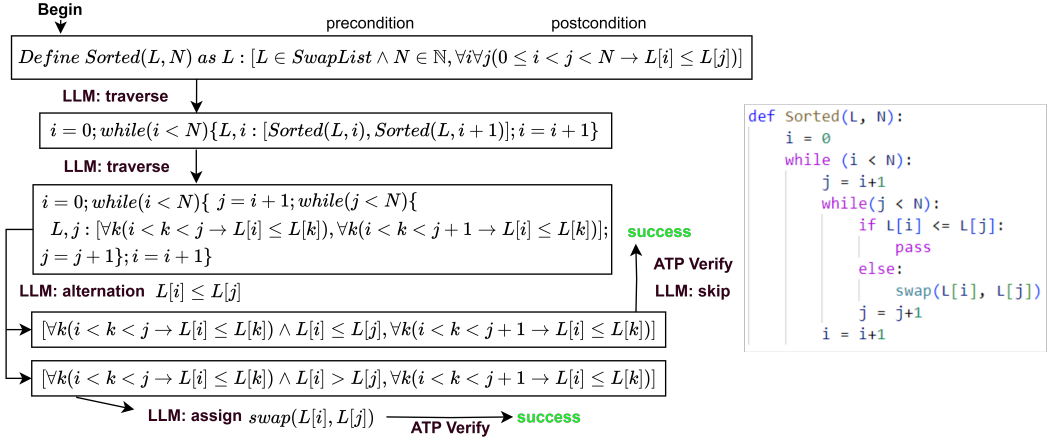 Begin
precondition postcondition
Define Sorted(L, N) as L : [L ∈ SwapList ∧ N ∈ ℕ, ∀i∀j(0 ≤ i < j < N → L[i] ≤ L[j])]
LLM: traverse
i = 0; while(i < N){L, i : [Sorted(L, i), Sorted(L, i + 1)]; i = i + 1}
LLM: traverse
i = 0; while(i < N){ j = i + 1; while(j < N){
L, j : [∀k(i < k < j → L[i] ≤ L[k]), ∀k(i < k < j + 1 → L[i] ≤ L[k])];
j = j + 1}; i = i + 1}
success
ATP Verify
LLM: skip
LLM: alternation L[i] ≤ L[j]
[∀k(i < k < j → L[i] ≤ L[k]) ∧ L[i] ≤ L[j], ∀k(i < k < j + 1 → L[i] ≤ L[k])]
[∀k(i < k < j → L[i] ≤ L[k]) ∧ L[i] > L[j], ∀k(i < k < j + 1 → L[i] ≤ L[k])]
LLM: assign swap(L[i], L[j])
ATP Verify
success
def Sorted(L, N):
i = 0
while (i < N):
j = i+1
while(j < N):
if L[i] <= L[j]:
pass
else:
swap(L[i], L[j])
j = j+1
i = i+1